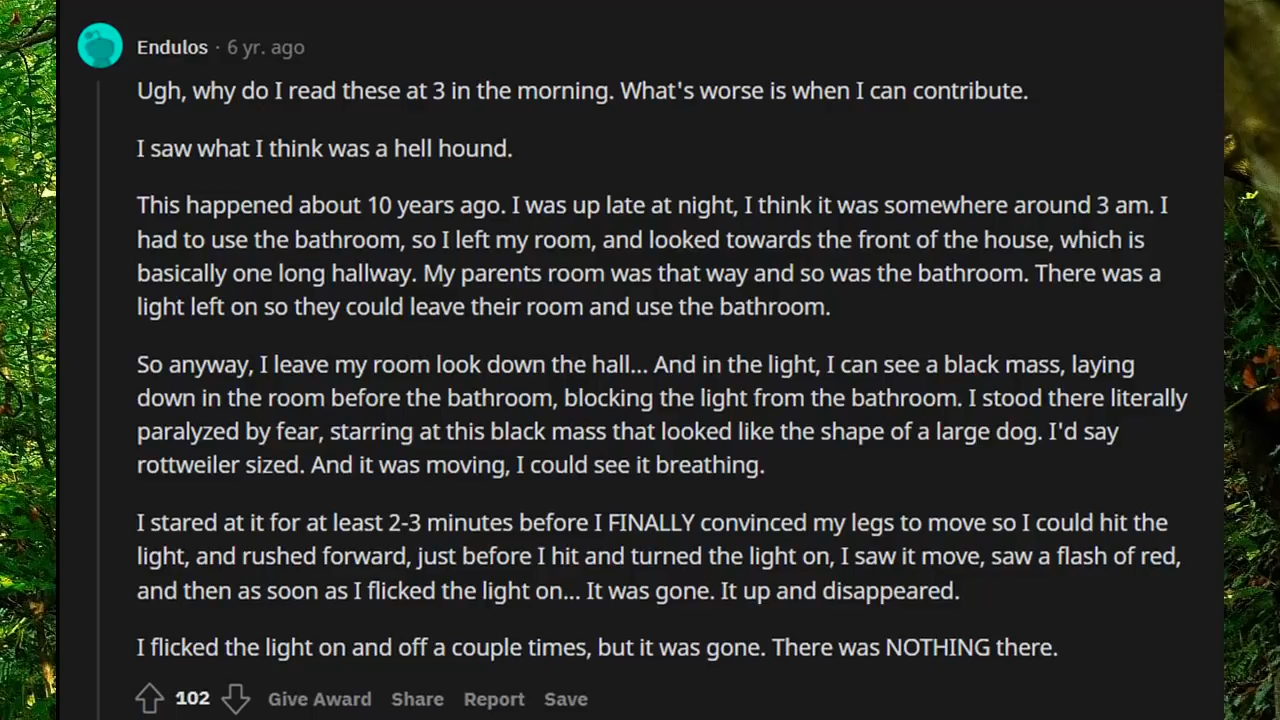 Endulos · 6 yr. ago
Ugh, why do I read these at 3 in the morning. What's worse is when I can contribute.
I saw what I think was a hell hound.
This happened about 10 years ago. I was up late at night, I think it was somewhere around 3 am. I
had to use the bathroom, so I left my room, and looked towards the front of the house, which is
basically one long hallway. My parents room was that way and so was the bathroom. There was a
light left on so they could leave their room and use the bathroom.
So anyway, I leave my room look down the hall... And in the light, I can see a black mass, laying
down in the room before the bathroom, blocking the light from the bathroom. I stood there literally
paralyzed by fear, starring at this black mass that looked like the shape of a large dog. I'd say
rottweiler sized. And it was moving, I could see it breathing.
I stared at it for at least 2-3 minutes before I FINALLY convinced my legs to move so I could hit the
light, and rushed forward, just before I hit and turned the light on, I saw it move, saw a flash of red,
and then as soon as I flicked the light on... It was gone. It up and disappeared.
I flicked the light on and off a couple times, but it was gone. There was NOTHING there.
102 Give Award Share Report Save